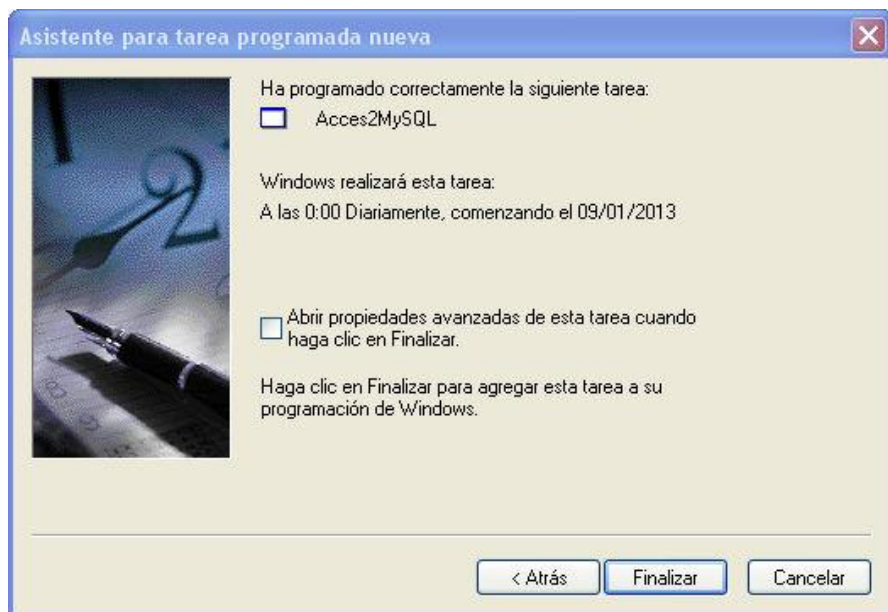 Asistente para tarea programada nueva
Ha programado correctamente la siguiente tarea:
Acces2MySQL
Windows realizará esta tarea:
A las 0:00 Diariamente, comenzando el 09/01/2013
Abrir propiedades avanzadas de esta tarea cuando
haga clic en Finalizar.
Haga clic en Finalizar para agregar esta tarea a su
programación de Windows.
< Atrás
Finalizar
Cancelar
2